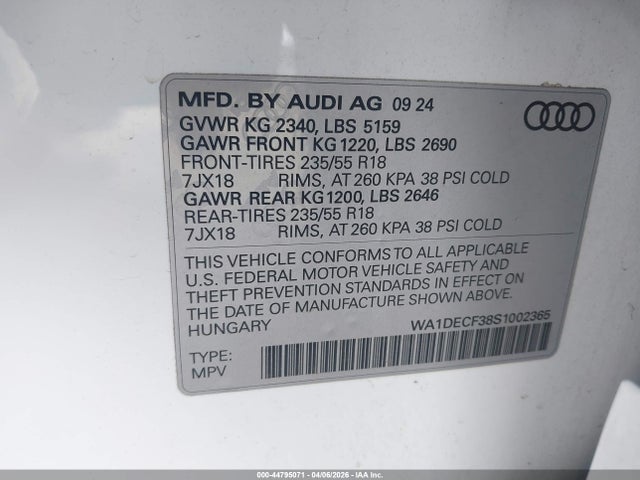 MFD. BY AUDI AG 09 24
GVWR KG 2340, LBS 5159
GAWR FRONT KG 1220, LBS 2690
FRONT-TIRES 235/55 R18
7JX18 RIMS, AT 260 KPA 38 PSI COLD
GAWR REAR KG 1200, LBS 2646
REAR-TIRES 235/55 R18
7JX18 RIMS, AT 260 KPA 38 PSI COLD
THIS VEHICLE CONFORMS TO ALL APPLICABLE
U.S. FEDERAL MOTOR VEHICLE SAFETY AND
THEFT PREVENTION STANDARDS IN EFFECT ON
THE DATE OF MANUFACTURE SHOWN ABOVE.
HUNGARY WA1DECF38S1002365
TYPE:
MPV
000-44795071 - 04/06/2026 - IAA Inc.